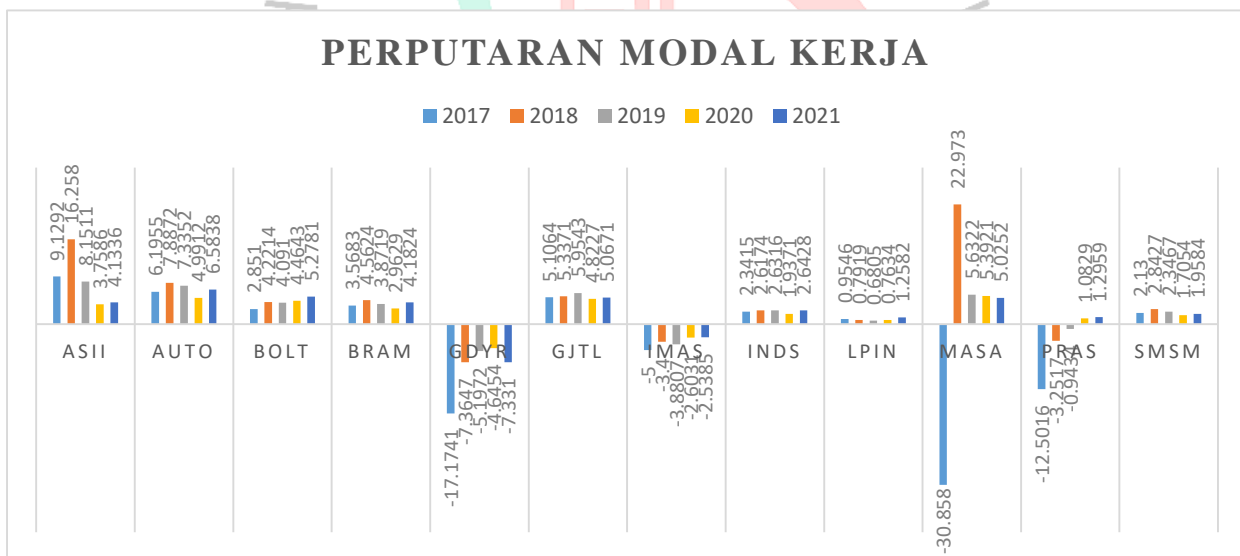 PERPUTARAN MODAL KERJA
2017 2018 2019 2020 2021
9.1292 16.258 8.1511 3.7586 4.1336
6.1955 7.8872 7.3352 4.9912 6.5838
2.851 4.2214 4.091 4.4643 5.2781
3.5683 4.5624 3.8719 2.9629 4.1824
-17.1741 -7.3647 -5.1972 -4.6454 -7.331
5.1064 5.3371 5.9543 4.8227 5.0671
-5 -3.4 -3.8807 -2.6031 -2.5385
2.3415 2.6174 2.6316 1.9371 2.6428
0.9546 0.7919 0.6805 0.7634 1.2582
-30.858 22.973 5.6322 5.3921 5.0252
-12.5016 -3.2517 -0.9434 1.0829 1.2959
2.13 2.8427 2.3467 1.7054 1.9584
ASII AUTO BOLT BRAM GDYR GJTL IMAS INDS LPIN MASA PRAS SMSM